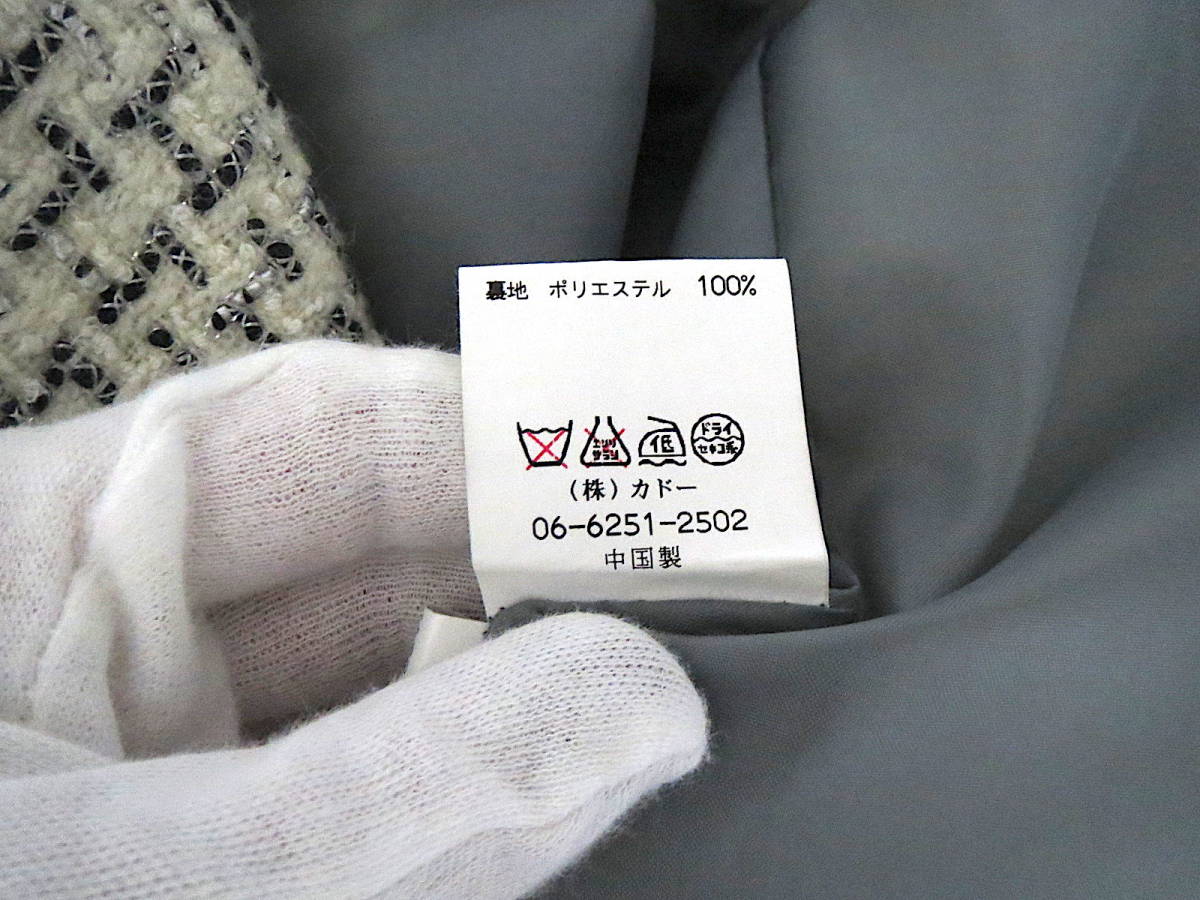 裏地 ポリエステル 100%
エンソ サラシ 低 ドライ セキユ系
(株)カドー
06-6251-2502
中国製